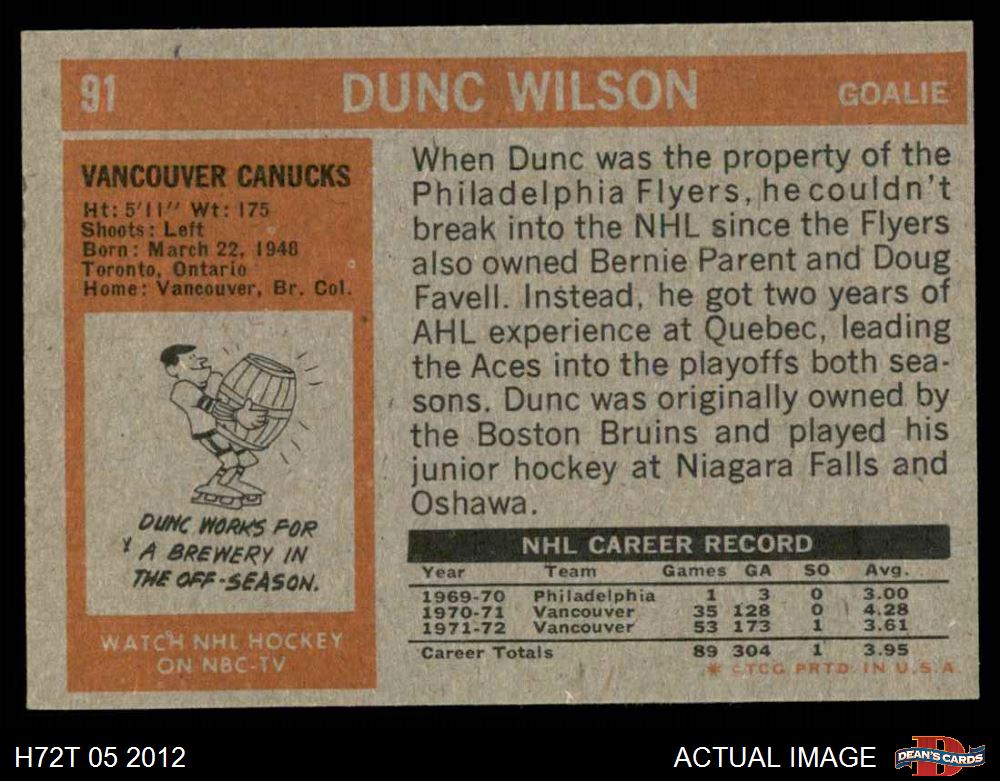 91 DUNC WILSON GOALIE
VANCOUVER CANUCKS
Ht: 5'11" Wt: 175
Shoots: Left
Born: March 22, 1948
Toronto, Ontario
Home: Vancouver, Br. Col.
DUNC WORKS FOR
A BREWERY IN
THE OFF-SEASON.
WATCH NHL HOCKEY
ON NBC-TV
When Dunc was the property of the
Philadelphia Flyers, he couldn't
break into the NHL since the Flyers
also owned Bernie Parent and Doug
Favell. Instead, he got two years of
AHL experience at Quebec, leading
the Aces into the playoffs both sea-
sons. Dunc was originally owned by
the Boston Bruins and played his
junior hockey at Niagara Falls and
Oshawa.
NHL CAREER RECORD
Year Team Games GA SO Avg.
1969-70 Philadelphia 1 3 0 3.00
1970-71 Vancouver 35 128 0 4.28
1971-72 Vancouver 53 173 1 3.61
Career Totals 89 304 1 3.95
* ©TCG PRTD. IN U.S.A.
H72T 05 2012 ACTUAL IMAGE
D
DEAN'S CARDS